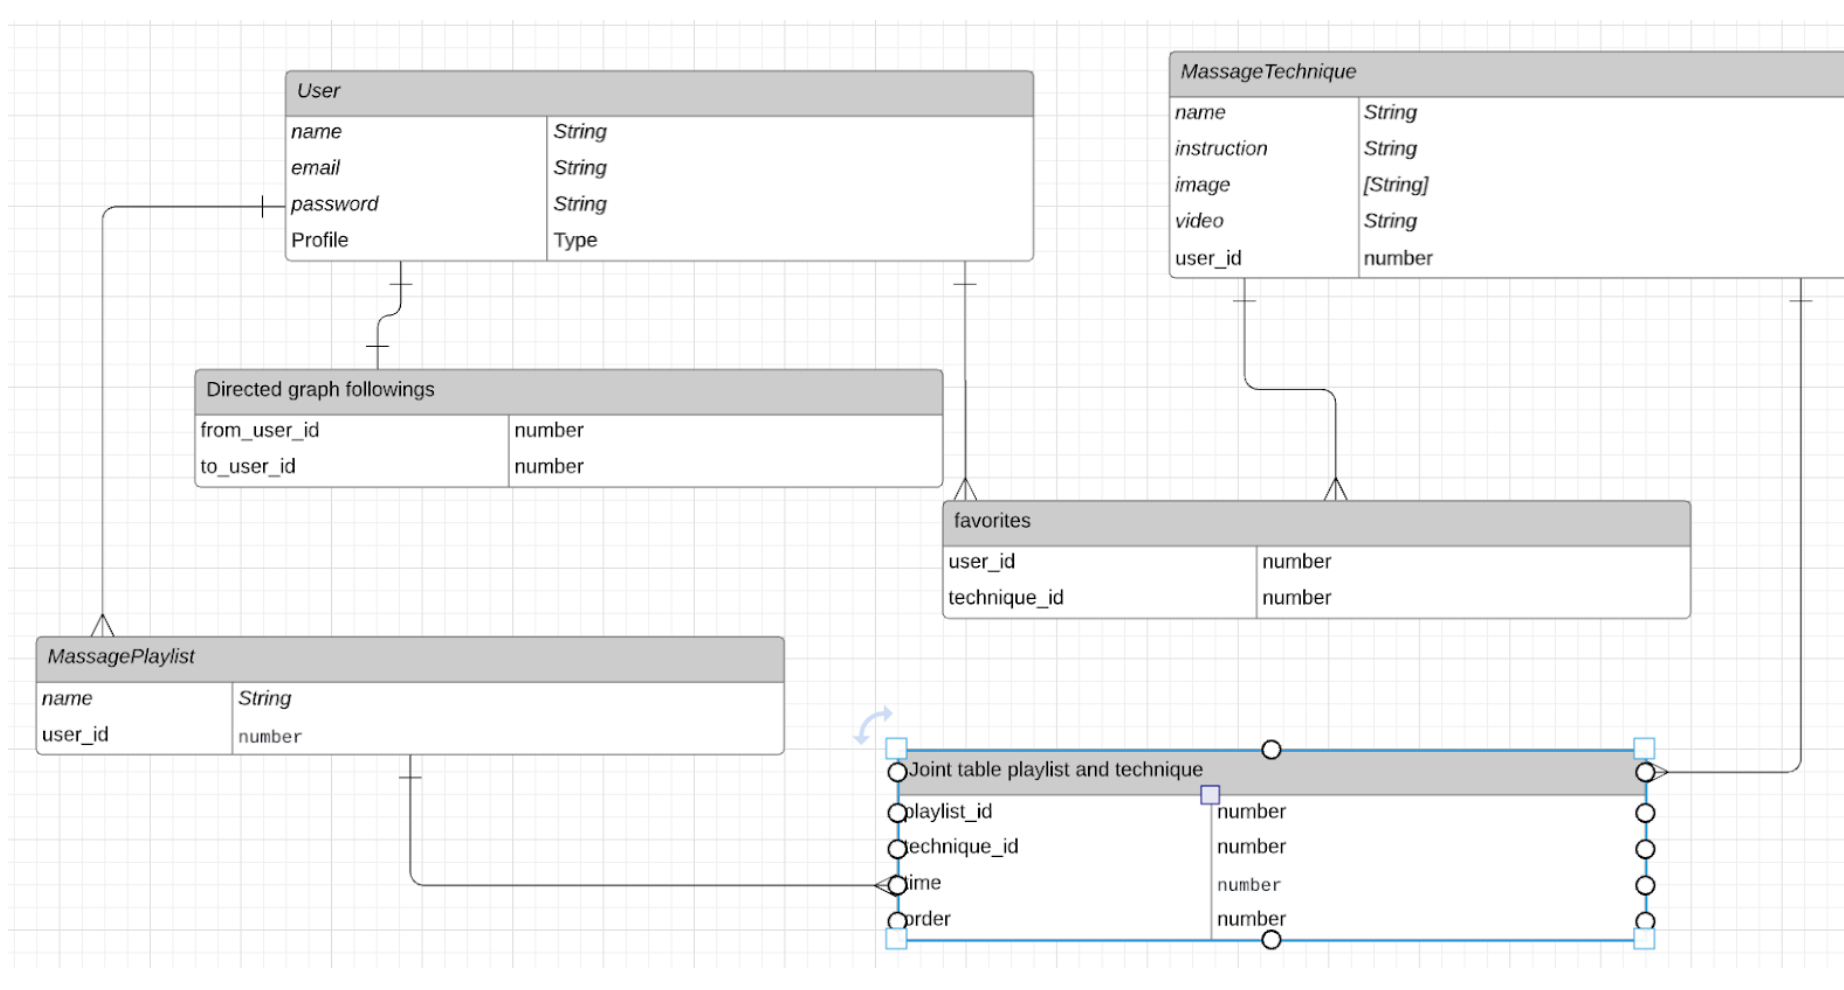 User
name String
email String
password String
Profile Type
MassageTechnique
name String
instruction String
image [String]
video String
user_id number
Directed graph followings
from_user_id number
to_user_id number
favorites
user_id number
technique_id number
MassagePlaylist
name String
user_id number
Joint table playlist and technique
playlist_id number
technique_id number
time number
order number